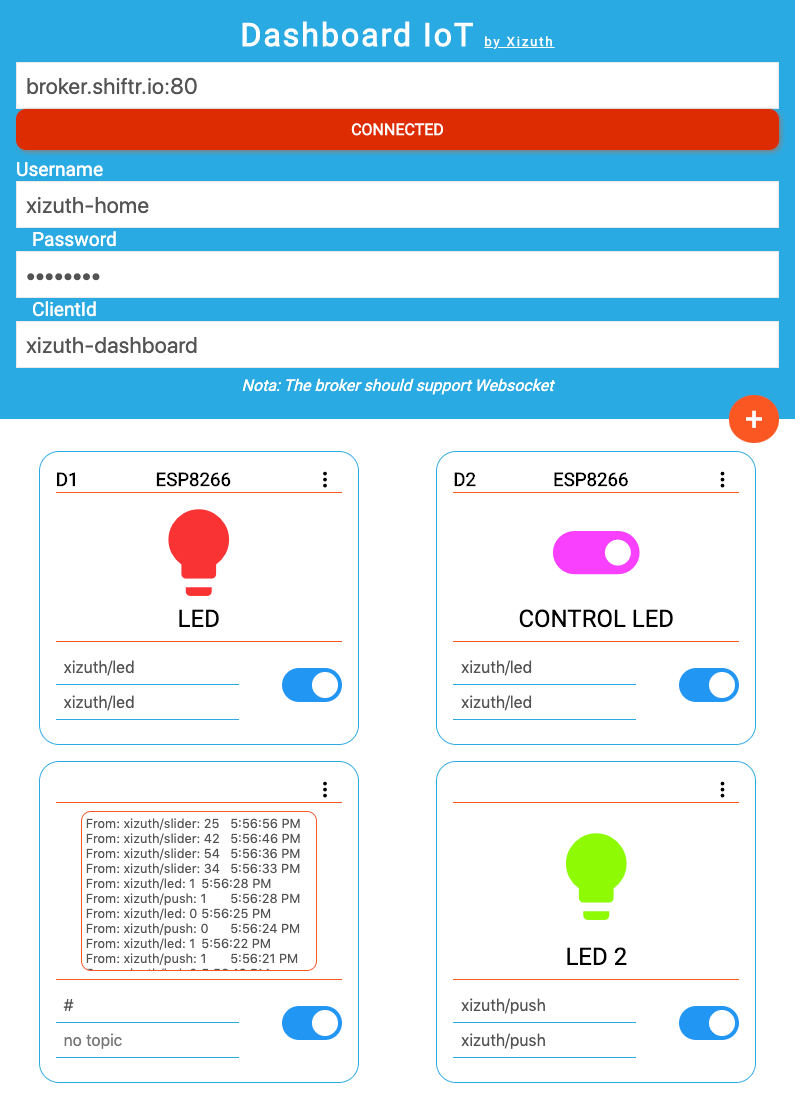 Dashboard IoT by Xizuth
broker.shiftr.io:80
CONNECTED
Username
xizuth-home
Password
••••••••
ClientId
xizuth-dashboard
Nota: The broker should support Websocket
+
D1 ESP8266
LED
xizuth/led
xizuth/led
D2 ESP8266
CONTROL LED
xizuth/led
xizuth/led
From: xizuth/slider: 25 5:56:56 PM
From: xizuth/slider: 42 5:56:46 PM
From: xizuth/slider: 54 5:56:36 PM
From: xizuth/slider: 34 5:56:33 PM
From: xizuth/led: 1 5:56:28 PM
From: xizuth/push: 1 5:56:28 PM
From: xizuth/led: 0 5:56:25 PM
From: xizuth/push: 0 5:56:24 PM
From: xizuth/led: 1 5:56:22 PM
From: xizuth/push: 1 5:56:21 PM
#
no topic
LED 2
xizuth/push
xizuth/push